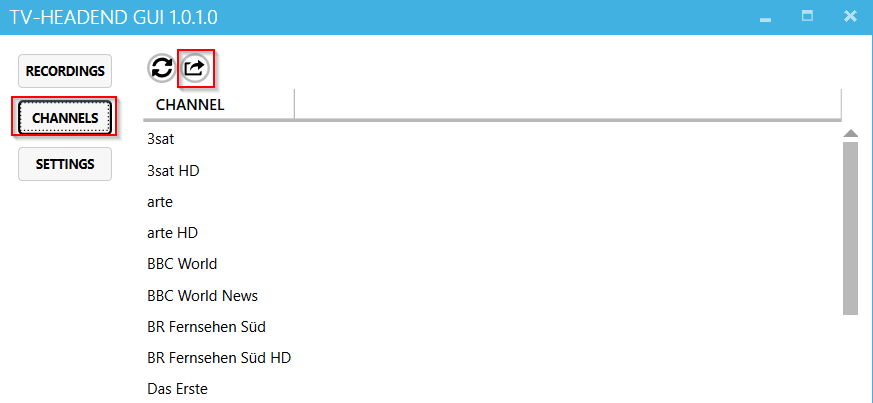 TV-HEADEND GUI 1.0.1.0
RECORDINGS
CHANNELS
SETTINGS
CHANNEL
3sat
3sat HD
arte
arte HD
BBC World
BBC World News
BR Fernsehen Süd
BR Fernsehen Süd HD
Das Erste